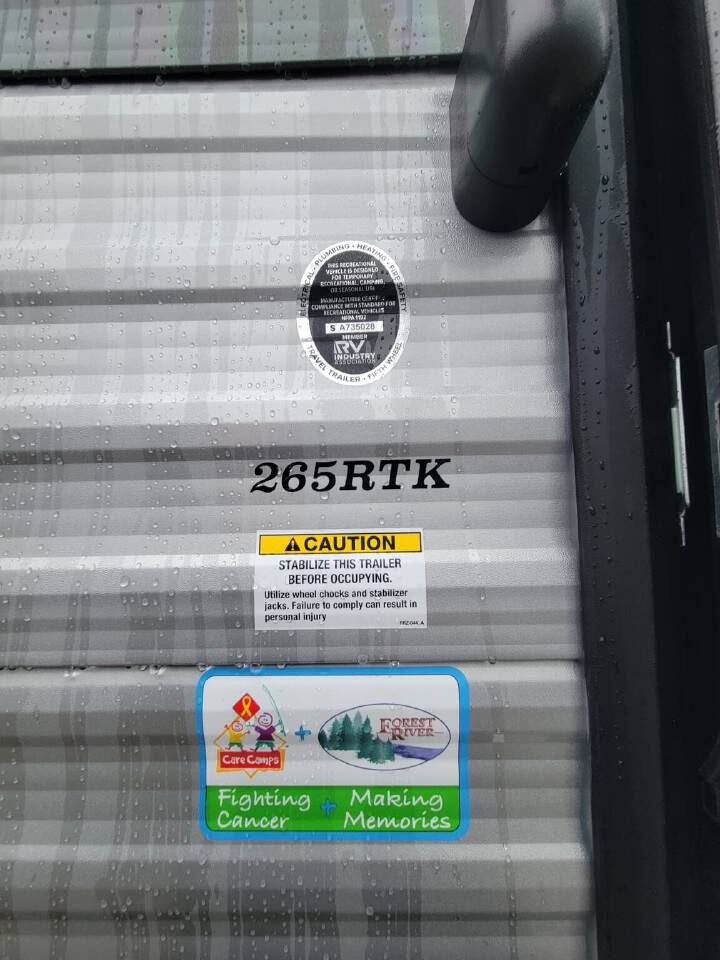 ELECTRICAL - PLUMBING - HEATING - FIRE SAFETY
THIS RECREATIONAL
VEHICLE IS DESIGNED
FOR TEMPORARY
RECREATIONAL, CAMPING,
OR SEASONAL USE
MANUFACTURER CERTIFIES
COMPLIANCE WITH STANDARD FOR
RECREATIONAL VEHICLES
NFPA 1192
S A735028
MEMBER
RV
INDUSTRY
ASSOCIATION
TRAVEL TRAILER - FIFTH WHEEL
265RTK
CAUTION
STABILIZE THIS TRAILER
BEFORE OCCUPYING.
Utilize wheel chocks and stabilizer
jacks. Failure to comply can result in
personal injury
Care Camps
+
FOREST
RIVER
Fighting
Cancer
+
Making
Memories